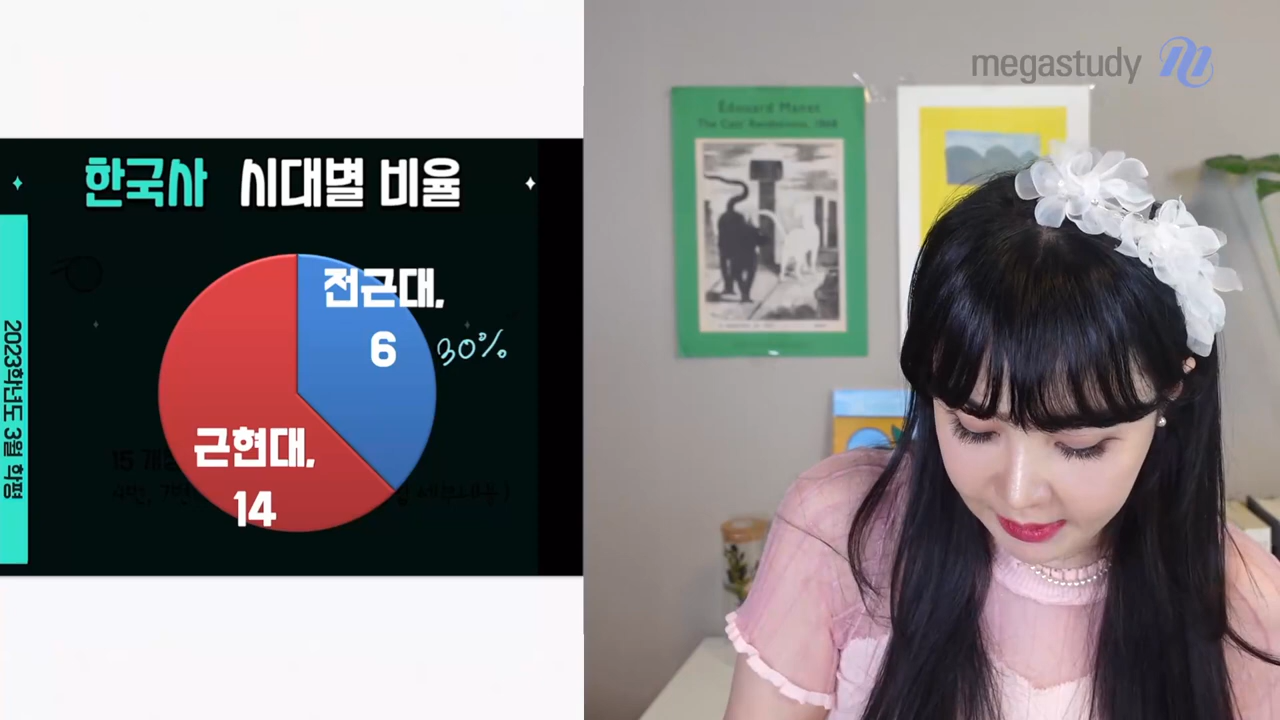 한국사 시대별 비율
전근대,
6
30%
근현대,
14
2023학년도 3월 학평
megastudy
Édouard Manet
The Cats' Rendezvous, 1868